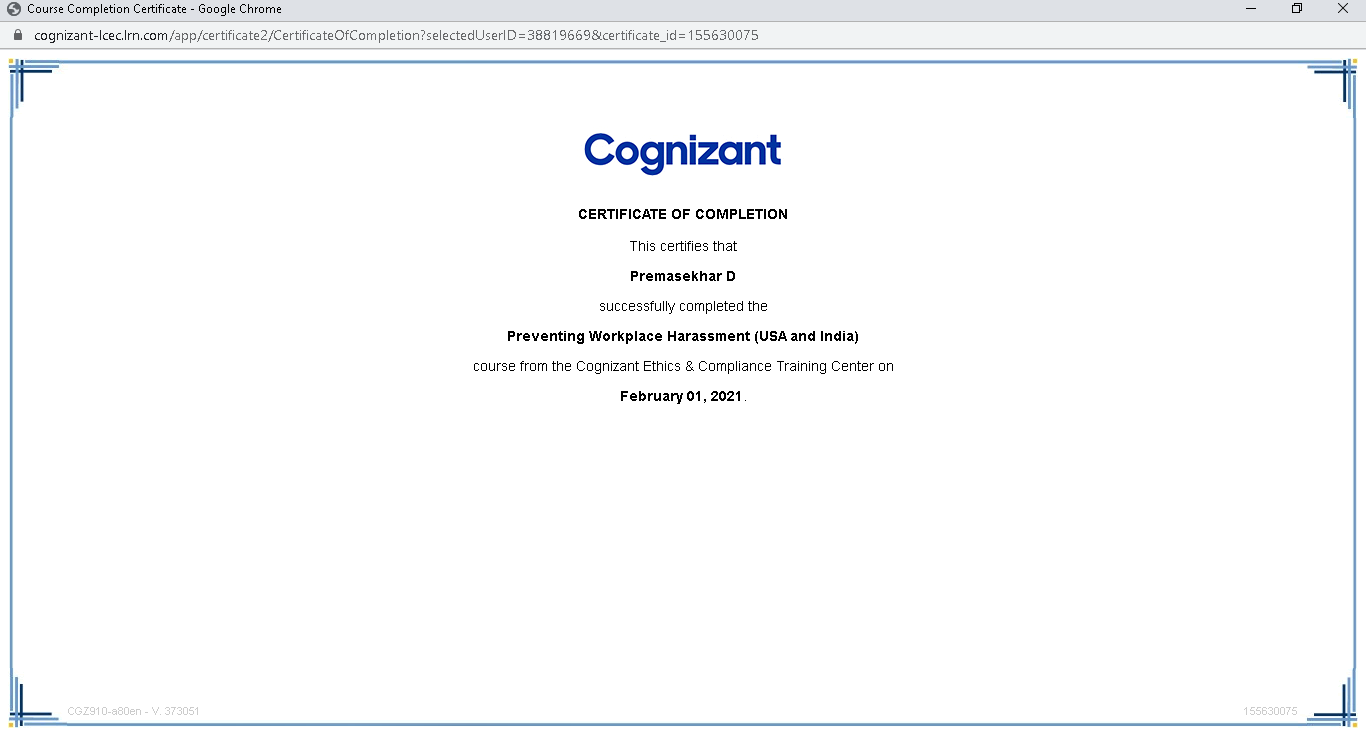 Course Completion Certificate - Google Chrome
cognizant-lcec.lrn.com/app/certificate2/CertificateOfCompletion?selectedUserID=38819669&certificate_id=155630075
Cognizant
CERTIFICATE OF COMPLETION
This certifies that
Premasekhar D
successfully completed the
Preventing Workplace Harassment (USA and India)
course from the Cognizant Ethics & Compliance Training Center on
February 01, 2021.
CGZ910-a80en - V. 373051
155630075